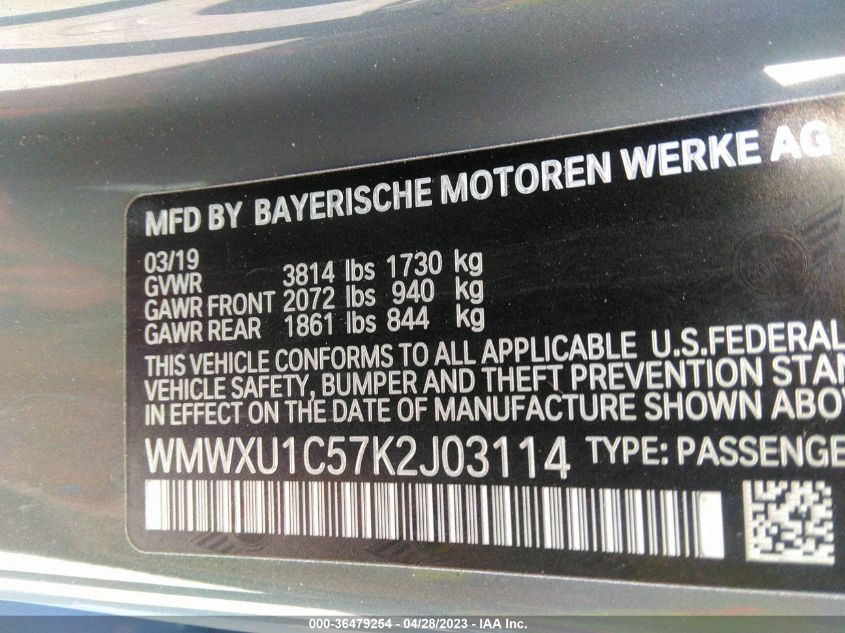 MFD BY BAYERISCHE MOTOREN WERKE AG
03/19
GVWR 3814 lbs 1730 kg
GAWR FRONT 2072 lbs 940 kg
GAWR REAR 1861 lbs 844 kg
THIS VEHICLE CONFORMS TO ALL APPLICABLE U.S.FEDERAL
VEHICLE SAFETY, BUMPER AND THEFT PREVENTION STAN
IN EFFECT ON THE DATE OF MANUFACTURE SHOWN ABO
WMWXU1C57K2J03114 TYPE: PASSENGE
000-36479254 / 04/28/2023 - IAA Inc.